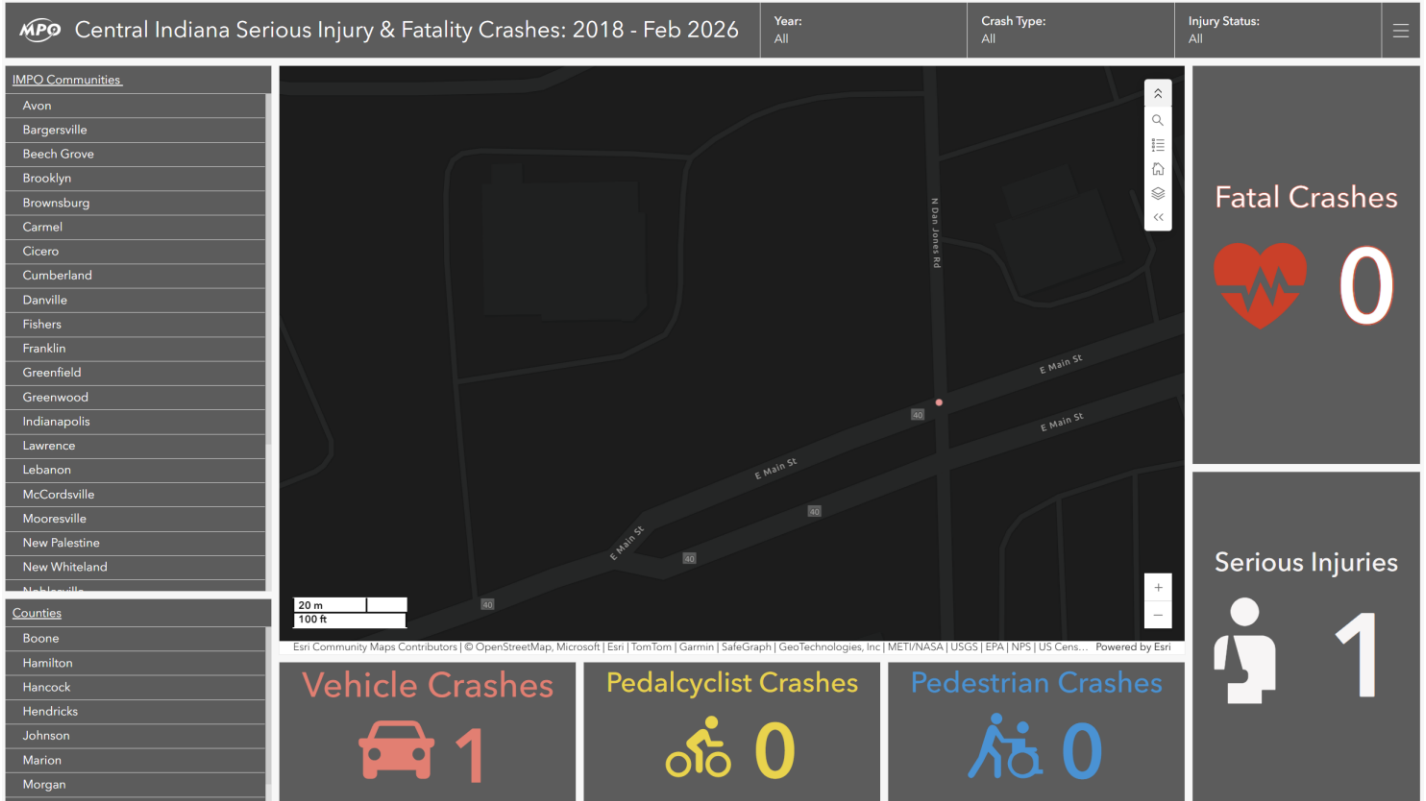 MPO Central Indiana Serious Injury & Fatality Crashes: 2018 - Feb 2026
Year:
All
Crash Type:
All
Injury Status:
All
IMPO Communities
Avon
Bargersville
Beech Grove
Brooklyn
Brownsburg
Carmel
Cicero
Cumberland
Danville
Fishers
Franklin
Greenfield
Greenwood
Indianapolis
Lawrence
Lebanon
McCordsville
Mooresville
New Palestine
New Whiteland
Noblesville
Counties
Boone
Hamilton
Hancock
Hendricks
Johnson
Marion
Morgan
N Dan Jones Rd
E Main St
40
E Main St
E Main St
40
E Main St
40
40
20 m
100 ft
Esri Community Maps Contributors | © OpenStreetMap, Microsoft | Esri | TomTom | Garmin | SafeGraph | GeoTechnologies, Inc | METI/NASA | USGS | EPA | NPS | US Cens... Powered by Esri
Vehicle Crashes
1
Pedalcyclist Crashes
0
Pedestrian Crashes
0
Fatal Crashes
0
Serious Injuries
1